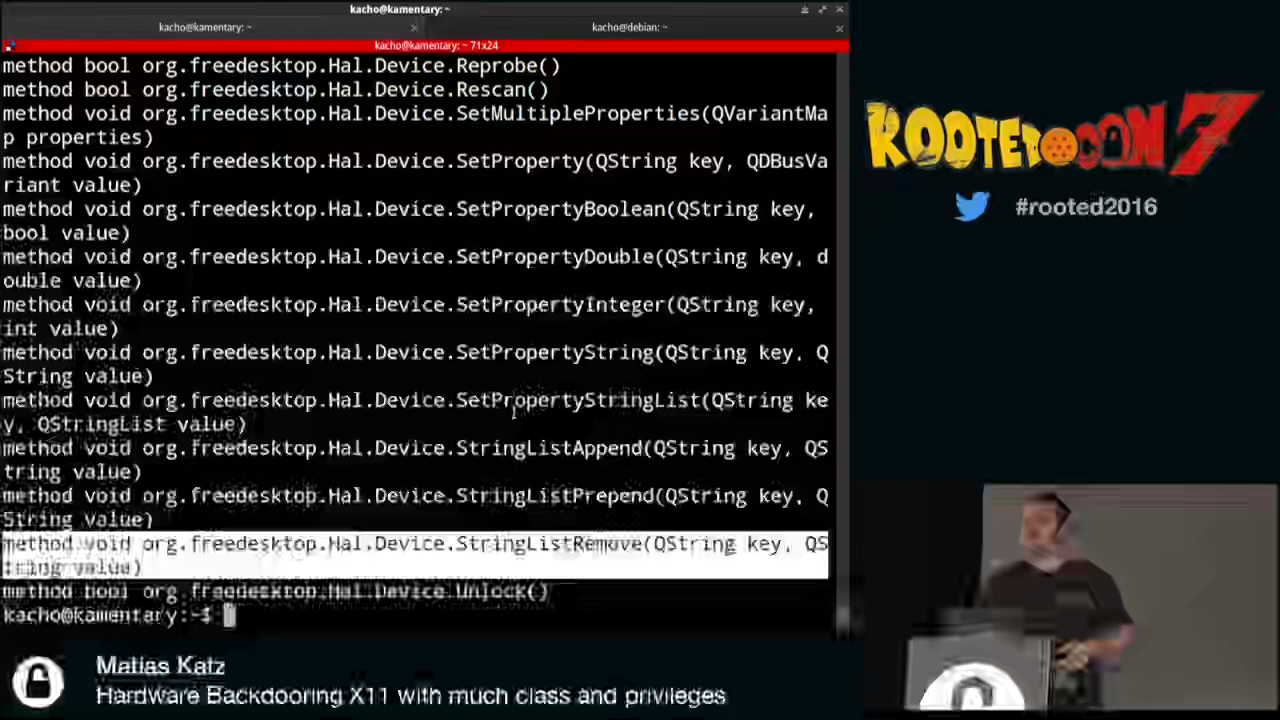 kacho@kamentary: ~
kacho@kamentary: ~
kacho@debian: ~
kacho@kamentary: ~ 71x24
method bool org.freedesktop.Hal.Device.Reprobe()
method bool org.freedesktop.Hal.Device.Rescan()
method void org.freedesktop.Hal.Device.SetMultipleProperties(QVariantMa
p properties)
method void org.freedesktop.Hal.Device.SetProperty(QString key, QDBusVa
riant value)
method void org.freedesktop.Hal.Device.SetPropertyBoolean(QString key,
bool value)
method void org.freedesktop.Hal.Device.SetPropertyDouble(QString key, d
ouble value)
method void org.freedesktop.Hal.Device.SetPropertyInteger(QString key,
int value)
method void org.freedesktop.Hal.Device.SetPropertyString(QString key, Q
String value)
method void org.freedesktop.Hal.Device.SetPropertyStringList(QString ke
y, QStringList value)
method void org.freedesktop.Hal.Device.StringListAppend(QString key, QS
tring value)
method void org.freedesktop.Hal.Device.StringListPrepend(QString key, Q
String value)
method void org.freedesktop.Hal.Device.StringListRemove(QString key, QS
tring value)
method bool org.freedesktop.Hal.Device.Unlock()
kacho@kamentary:~$
ROOTED CON 7
#rooted2016
Matias Katz
Hardware Backdooring X11 with much class and privileges